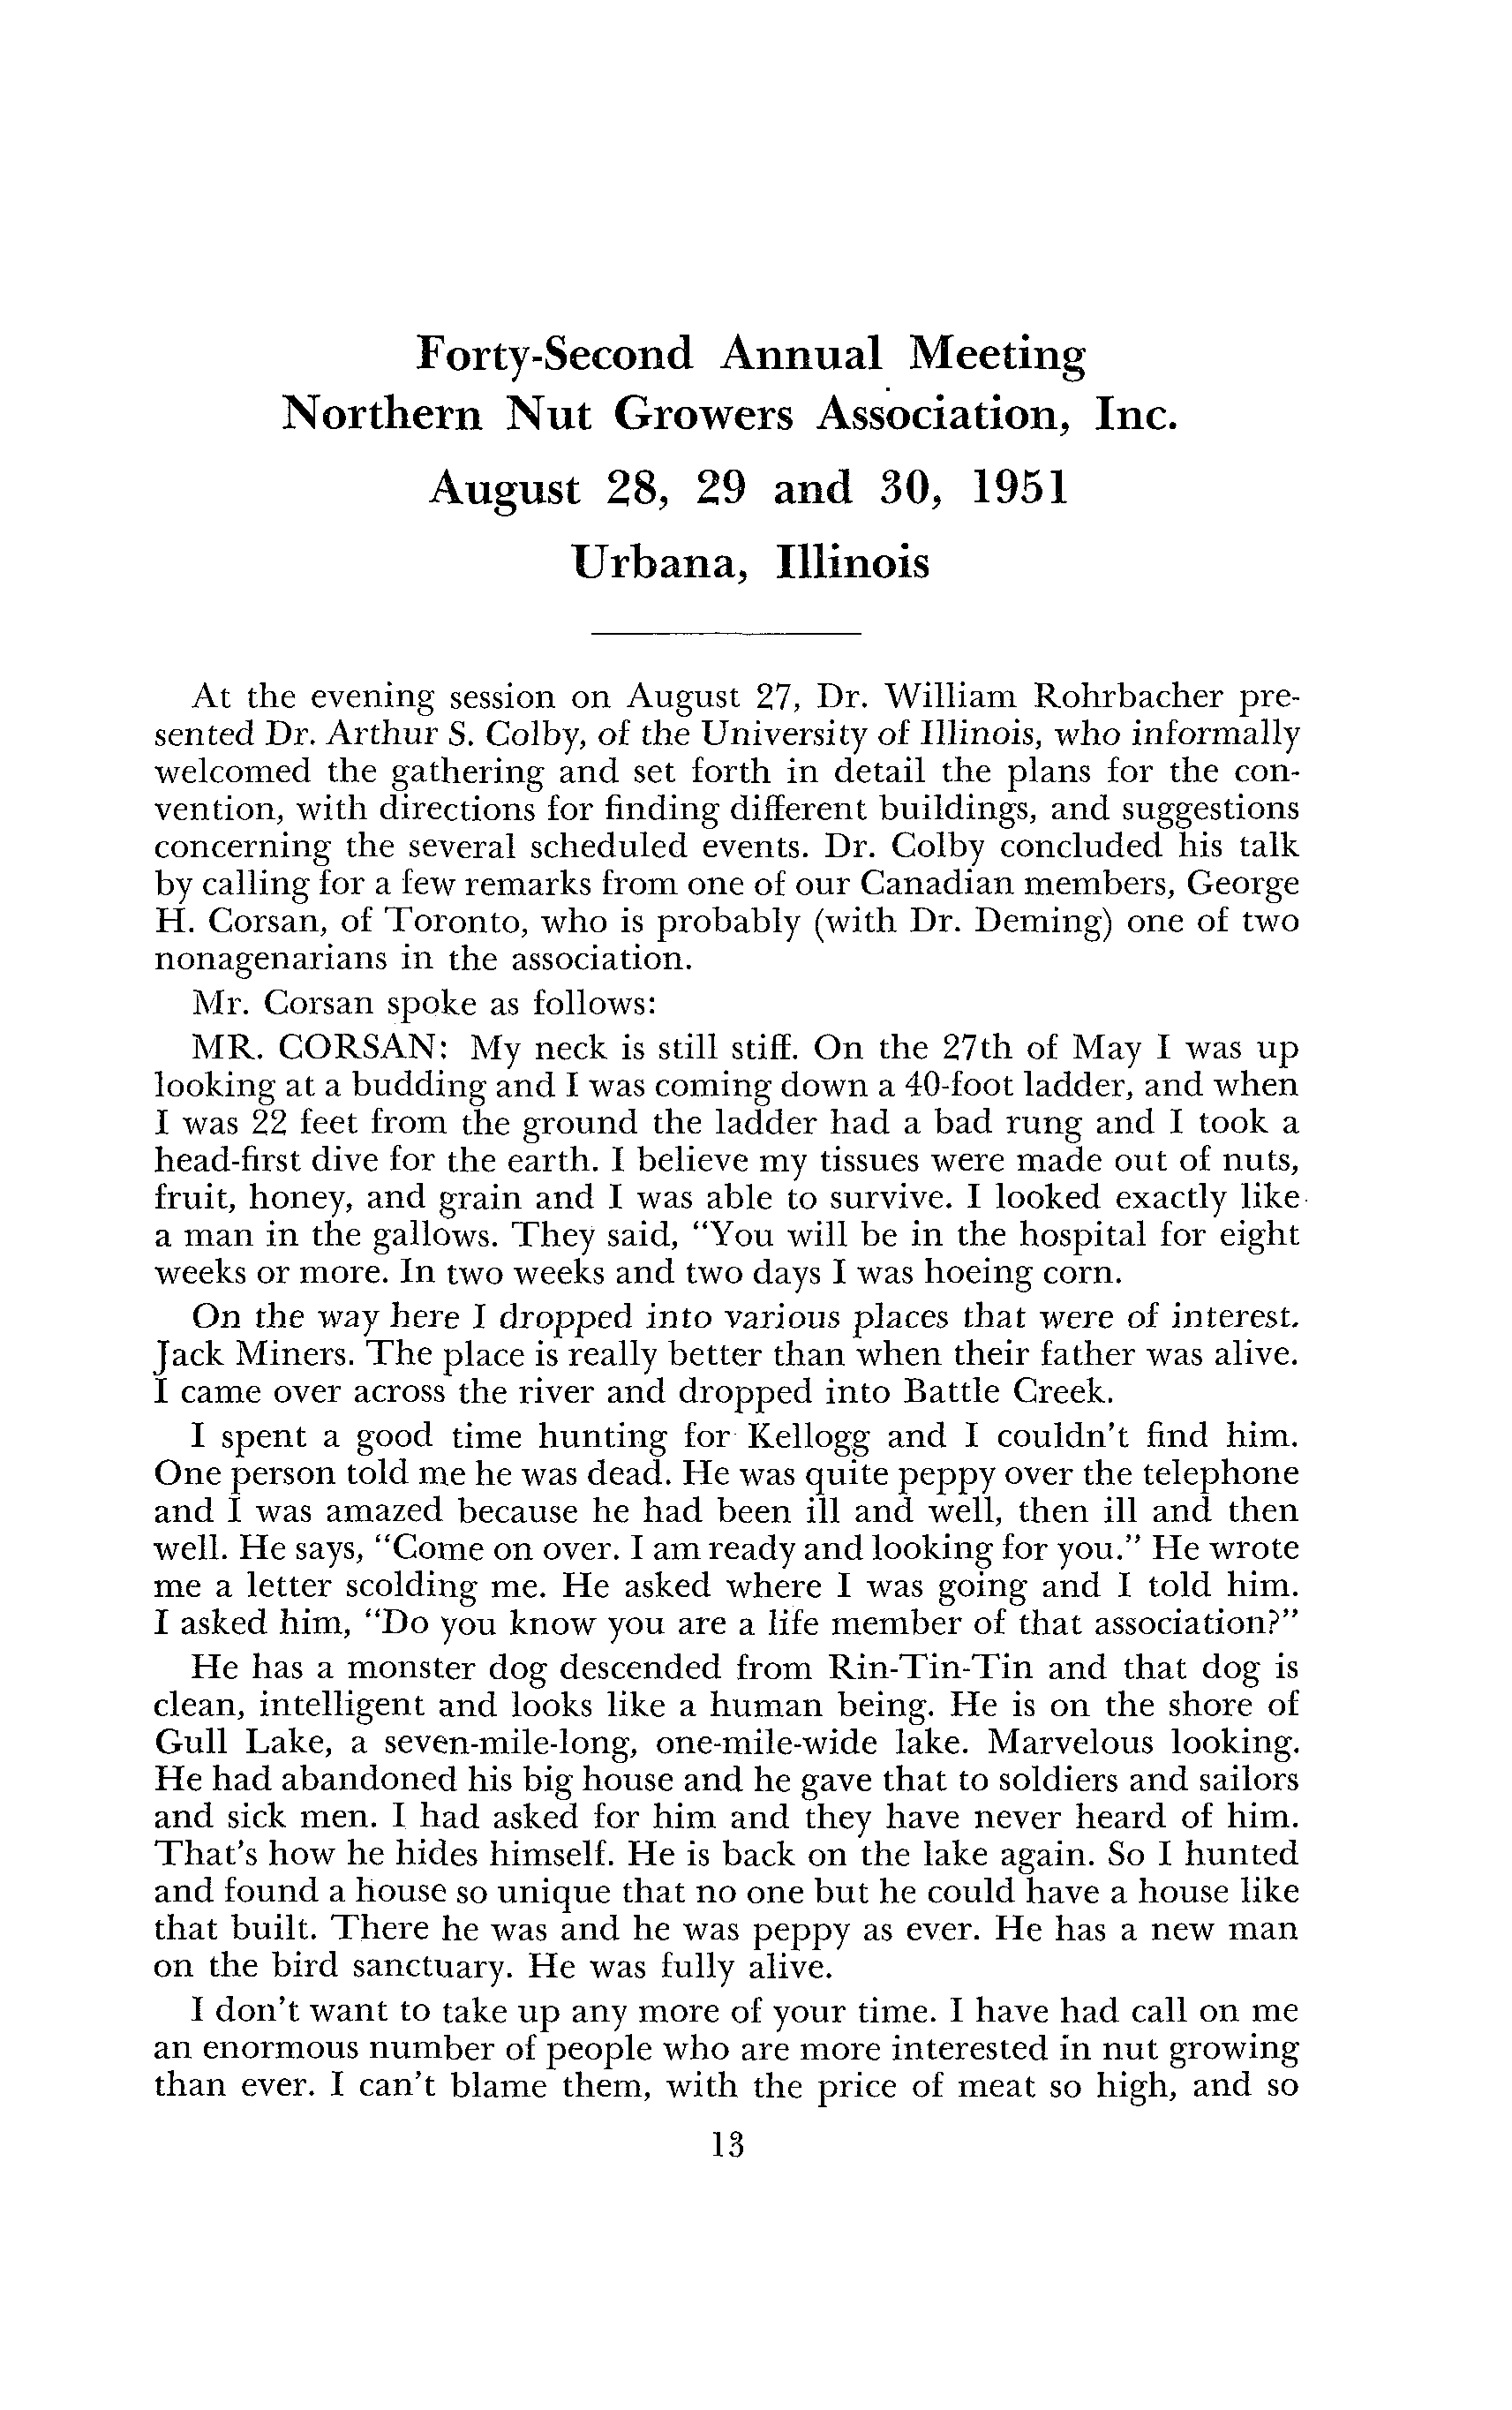 Forty-Second Annual Meeting
Northern Nut Growers Association, Inc.
August 28, 29 and 30, 1951
Urbana, Illinois
At the evening session on August 27, Dr. William Rohrbacher pre-
sented Dr. Arthur S. Colby, of the University of Illinois, who informally
welcomed the gathering and set forth in detail the plans for the con-
vention, with directions for finding different buildings, and suggestions
concerning the several scheduled events. Dr. Colby concluded his talk
by calling for a few remarks from one of our Canadian members, George
H. Corsan, of Toronto, who is probably (with Dr. Deming) one of two
nonagenarians in the association.
Mr. Corsan spoke as follows:
MR. CORSAN: My neck is still stiff. On the 27th of May I was up
looking at a budding and I was coming down a 40-foot ladder, and when
I was 22 feet from the ground the ladder had a bad rung and I took a
head-first dive for the earth. I believe my tissues were made out of nuts,
fruit, honey, and grain and I was able to survive. I looked exactly like
a man in the gallows. They said, "You will be in the hospital for eight
weeks or more. In two weeks and two days I was hoeing corn.
On the way here I dropped into various places that were of interest.
Jack Miners. The place is really better than when their father was alive.
I came over across the river and dropped into Battle Creek.
I spent a good time hunting for Kellogg and I couldn't find him.
One person told me he was dead. He was quite peppy over the telephone
and I was amazed because he had been ill and well, then ill and then
well. He says, "Come on over. I am ready and looking for you." He wrote
me a letter scolding me. He asked where I was going and I told him.
I asked him, "Do you know you are a life member of that association?"
He has a monster dog descended from Rin-Tin-Tin and that dog is
clean, intelligent and looks like a human being. He is on the shore of
Gull Lake, a seven-mile-long, one-mile-wide lake. Marvelous looking.
He had abandoned his big house and he gave that to soldiers and sailors
and sick men. I had asked for him and they have never heard of him.
That's how he hides himself. He is back on the lake again. So I hunted
and found a house so unique that no one but he could have a house like
that built. There he was and he was peppy as ever. He has a new man
on the bird sanctuary. He was fully alive.
I don't want to take up any more of your time. I have had call on me
an enormous number of people who are more interested in nut growing
than ever. I can't blame them, with the price of meat so high, and so
13